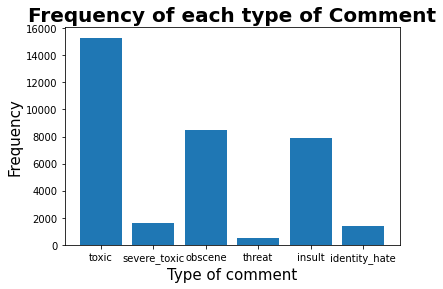 Frequency of each type of Comment
16000
14000
12000
10000
8000
6000
4000
2000
0
Frequency
toxic severe_toxic obscene threat insult identity_hate
Type of comment